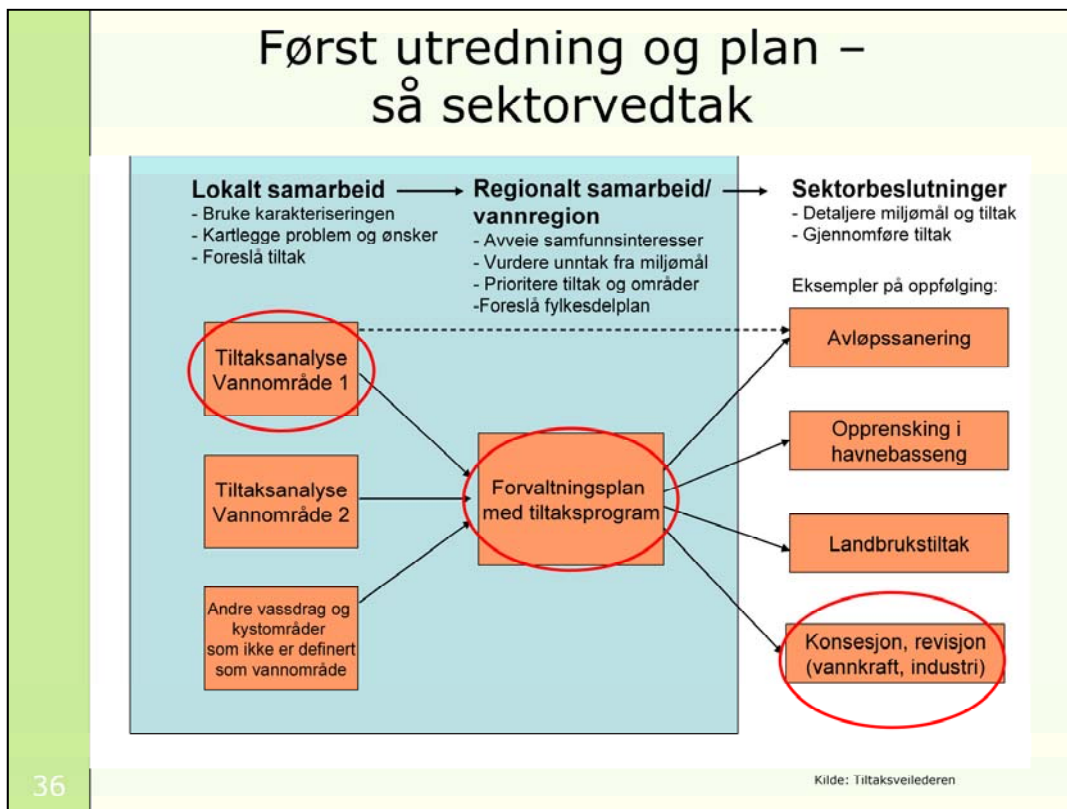 Først utredning og plan –
så sektorvedtak
Lokalt samarbeid
- Bruke karakteriseringen
- Kartlegge problem og ønsker
- Foreslå tiltak
Regionalt samarbeid/
vannregion
- Avveie samfunnsinteresser
- Vurdere unntak fra miljømål
- Prioritere tiltak og områder
-Foreslå fylkesdelplan
Sektorbeslutninger
- Detaljere miljømål og tiltak
- Gjennomføre tiltak
Eksempler på oppfølging:
Tiltaksanalyse
Vannområde 1
Tiltaksanalyse
Vannområde 2
Andre vassdrag og
kystområder
som ikke er definert
som vannområde
Forvaltningsplan
med tiltaksprogram
Avløpssanering
Opprensking i
havnebasseng
Landbrukstiltak
Konsesjon, revisjon
(vannkraft, industri)
36
Kilde: Tiltaksveilederen